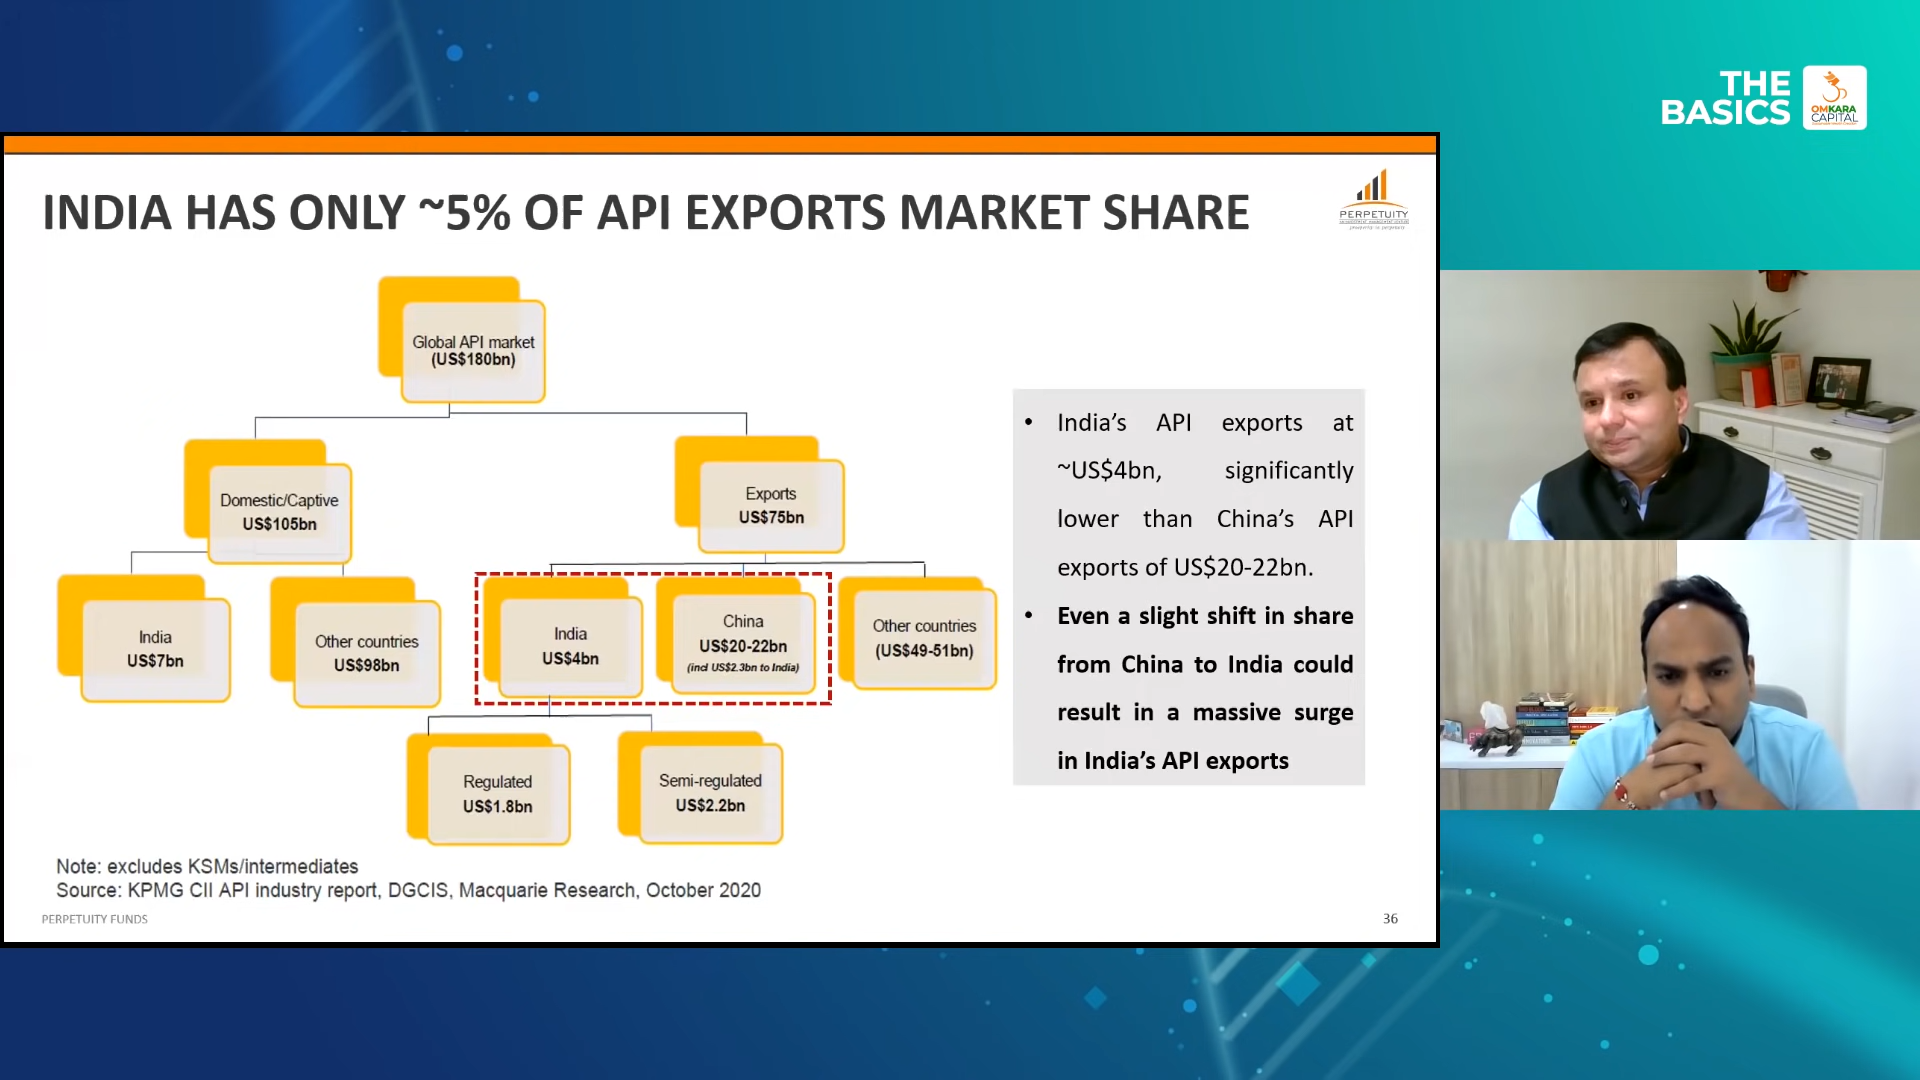 THE
BASICS
OMKARA
CAPITAL
INDIA HAS ONLY ~5% OF API EXPORTS MARKET SHARE
PERPETUITY
Global API market
(US$180bn)
Domestic/Captive
US$105bn
Exports
US$75bn
India
US$7bn
Other countries
US$98bn
India
US$4bn
China
US$20-22bn
(incl US$2.3bn to India)
Other countries
(US$49-51bn)
Regulated
US$1.8bn
Semi-regulated
US$2.2bn
• India's API exports at
~US$4bn, significantly
lower than China's API
exports of US$20-22bn.
• Even a slight shift in share
from China to India could
result in a massive surge
in India's API exports
Note: excludes KSMs/intermediates
Source: KPMG CII API industry report, DGCIS, Macquarie Research, October 2020
PERPETUITY FUNDS
36